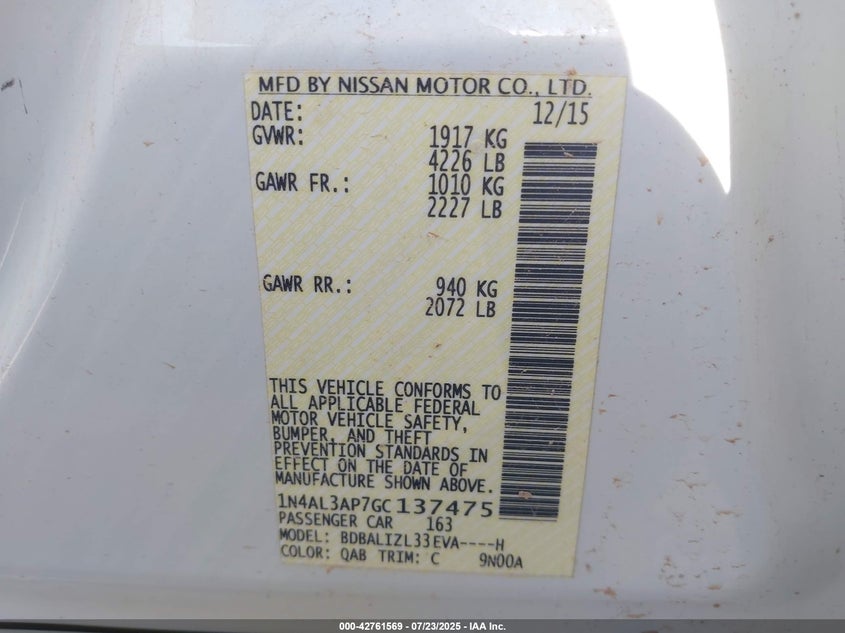 MFD BY NISSAN MOTOR CO., LTD.
DATE: 12/15
GVWR: 1917 KG
4226 LB
GAWR FR.: 1010 KG
2227 LB
GAWR RR.: 940 KG
2072 LB
THIS VEHICLE CONFORMS TO
ALL APPLICABLE FEDERAL
MOTOR VEHICLE SAFETY,
BUMPER, AND THEFT
PREVENTION STANDARDS IN
EFFECT ON THE DATE OF
MANUFACTURE SHOWN ABOVE.
1N4AL3AP7GC137475
PASSENGER CAR 163
MODEL: BDBALIZL33EVA----H
COLOR: QAB TRIM: C 9N00A
000-42761569 - 07/23/2025 - IAA Inc.